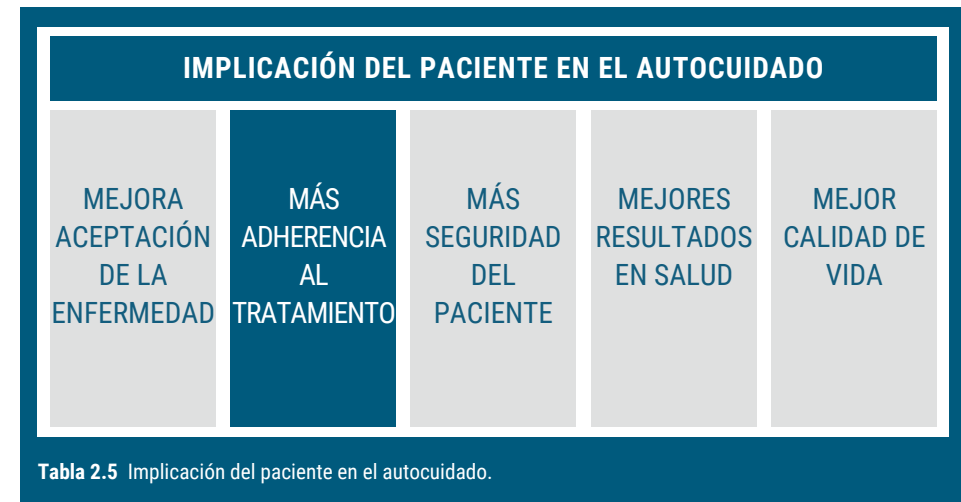 IMPLICACIÓN DEL PACIENTE EN EL AUTOCUIDADO
MEJORA
ACEPTACIÓN
DE LA
ENFERMEDAD
MÁS
ADHERENCIA
AL
TRATAMIENTO
MÁS
SEGURIDAD
DEL
PACIENTE
MEJORES
RESULTADOS
EN SALUD
MEJOR
CALIDAD DE
VIDA
Tabla 2.5 Implicación del paciente en el autocuidado.